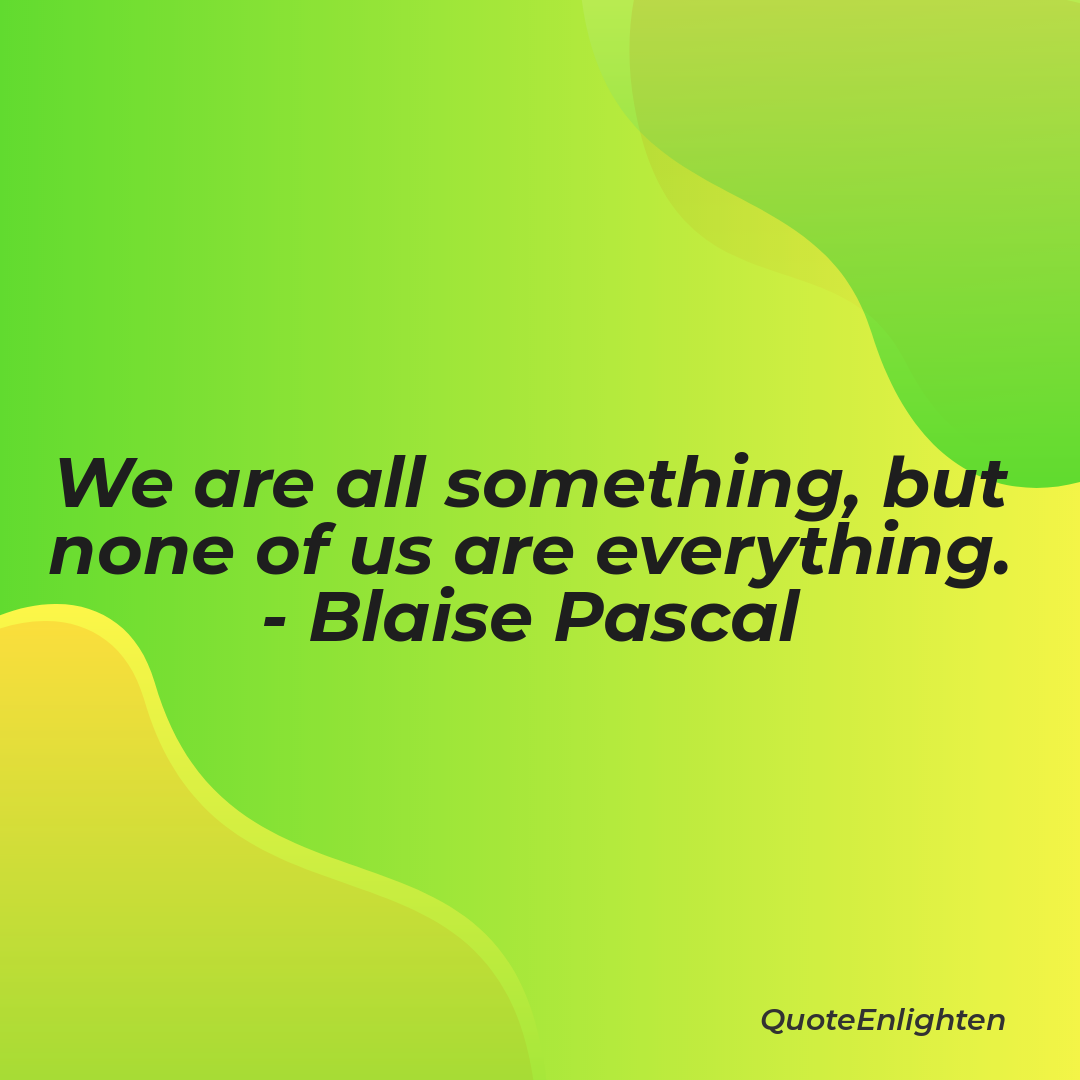 We are all something, but
none of us are everything.
- Blaise Pascal
QuoteEnlighten